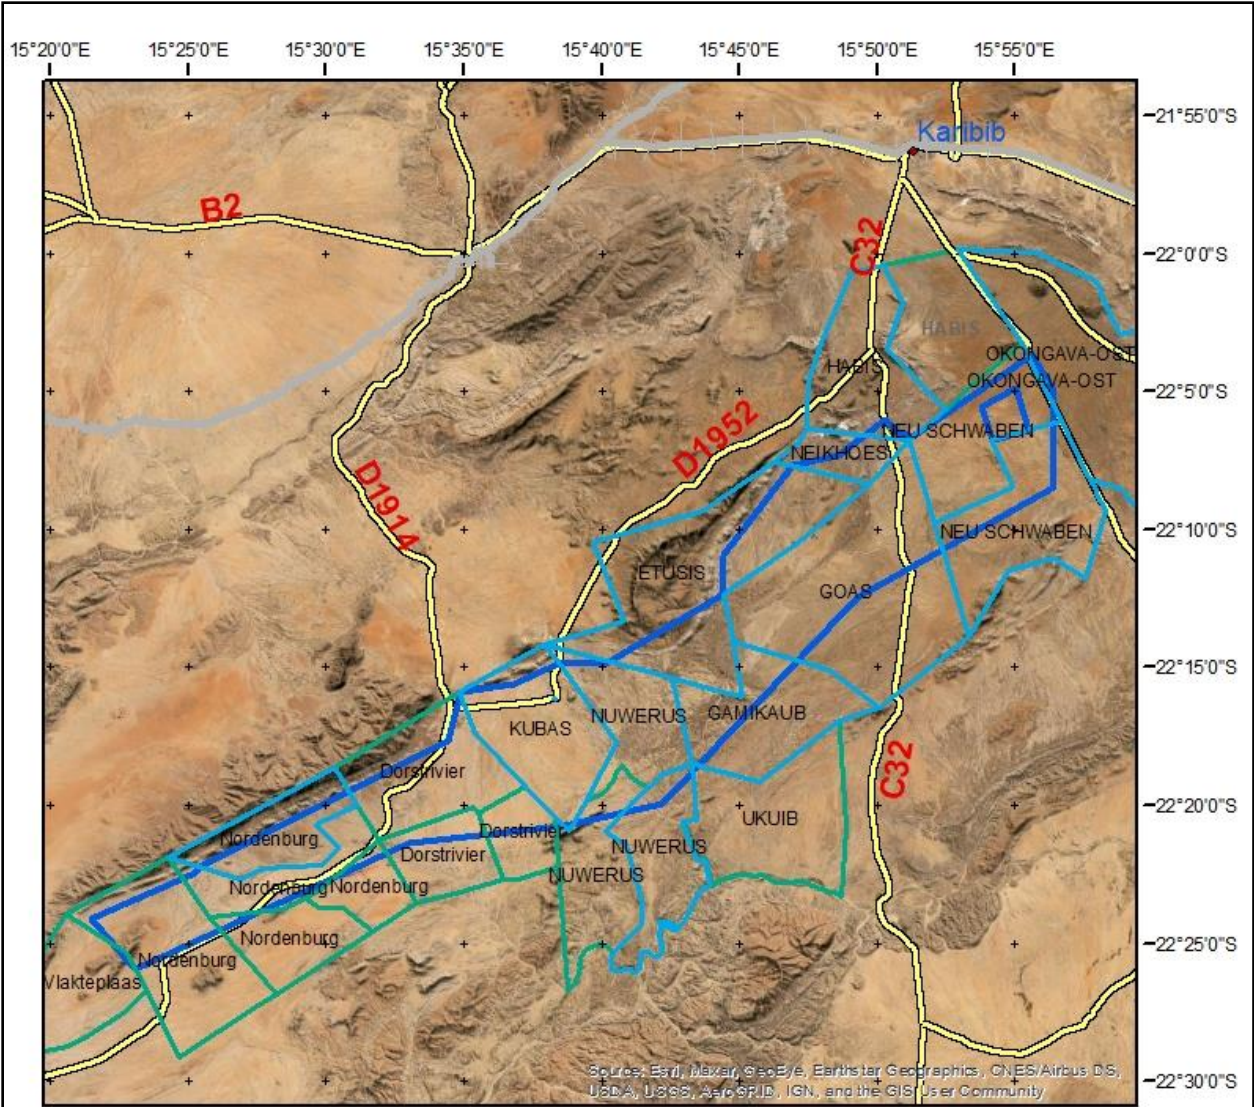 15°20'0"E 15°25'0"E 15°30'0"E 15°35'0"E 15°40'0"E 15°45'0"E 15°50'0"E 15°55'0"E
21°55'0"S
Karibib
B2
C32
22°0'0"S
HABIS
OKONGAVA-OST
HABIS
OKONGAVA-OST
22°5'0"S
D1952
NEU SCHWABEN
NEIKHOES
D1914
22°10'0"S
NEU SCHWABEN
ETUSIS
GOAS
22°15'0"S
NUWERUS
GAMIKAUB
KUBAS
C32
Dorstrivier
22°20'0"S
UKUIB
Dorstrivier
Nordenburg
NUWERUS
Dorstrivier
NUWERUS
Nordenburg
Nordenburg
Nordenburg
22°25'0"S
Nordenburg
Vlakteplaas
22°30'0"S
Source: Esri, Maxar, GeoEye, Earthstar Geographics, CNES/Airbus DS,
USDA, USGS, AeroGRID, IGN, and the GIS User Community